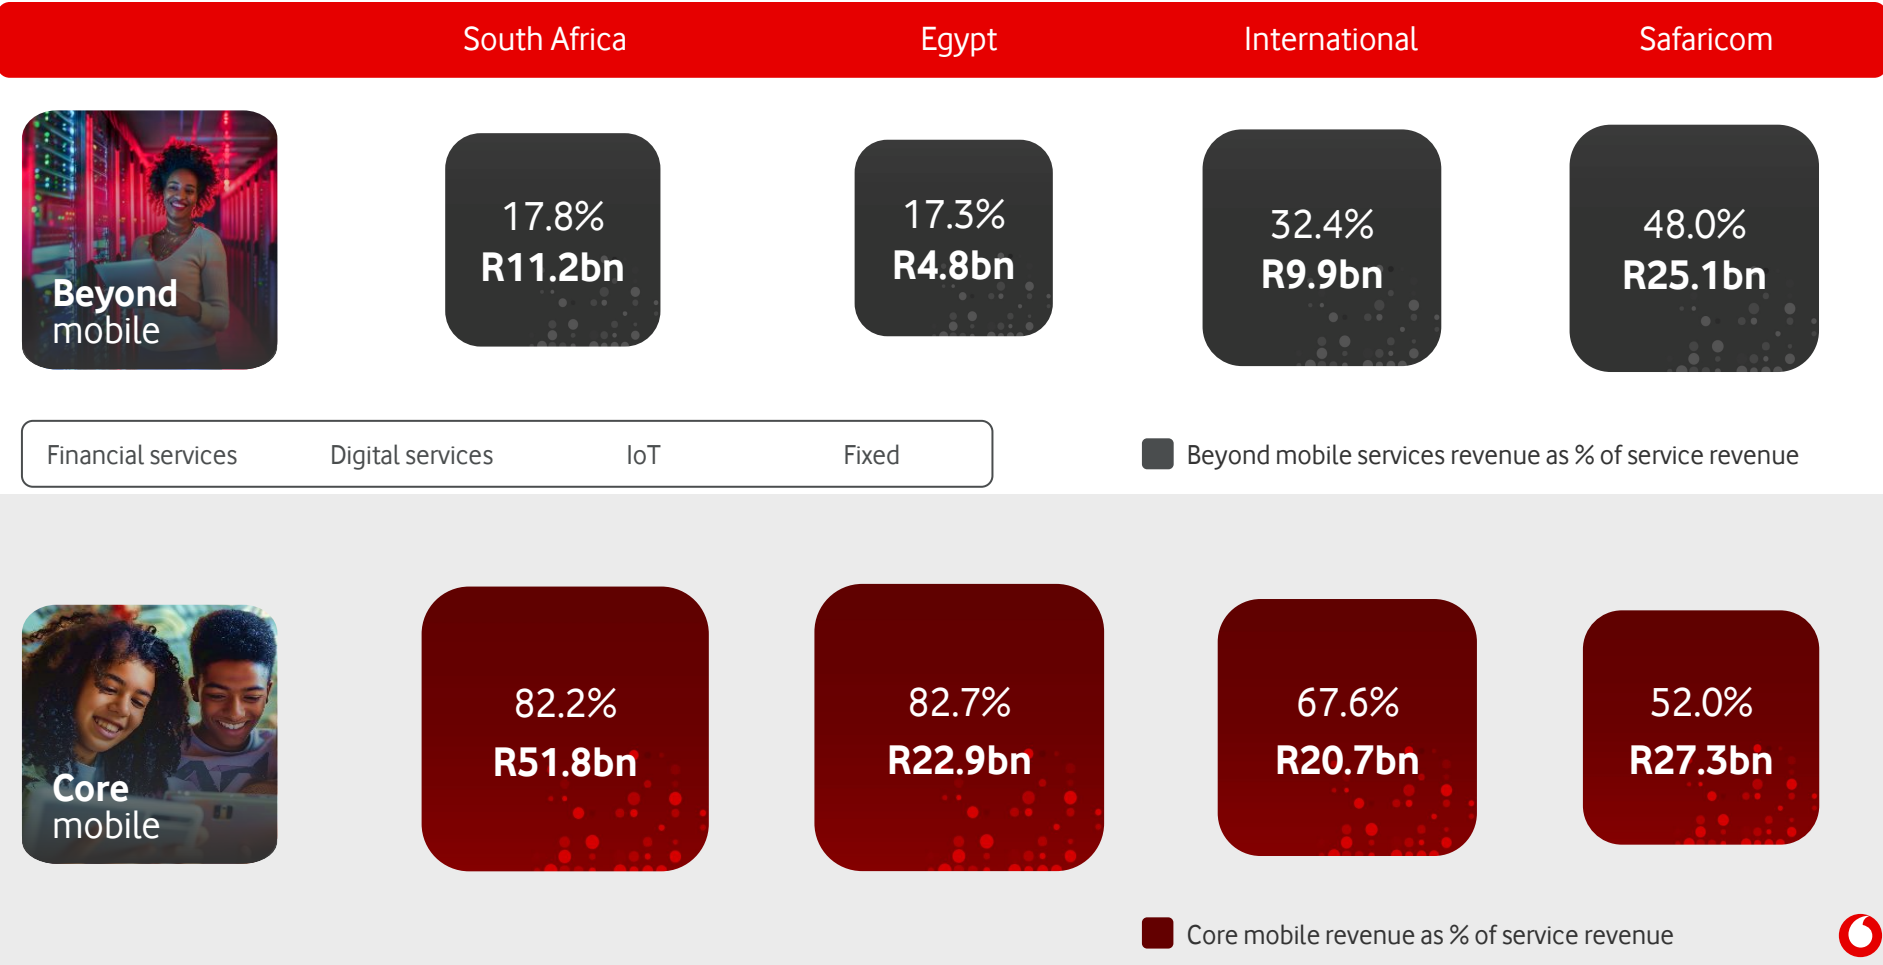 South Africa
Egypt
International
Safaricom
Beyond
mobile
17.8%
R11.2bn
17.3%
R4.8bn
32.4%
R9.9bn
48.0%
R25.1bn
Financial services
Digital services
IoT
Fixed
Beyond mobile services revenue as % of service revenue
Core
mobile
82.2%
R51.8bn
82.7%
R22.9bn
67.6%
R20.7bn
52.0%
R27.3bn
Core mobile revenue as % of service revenue